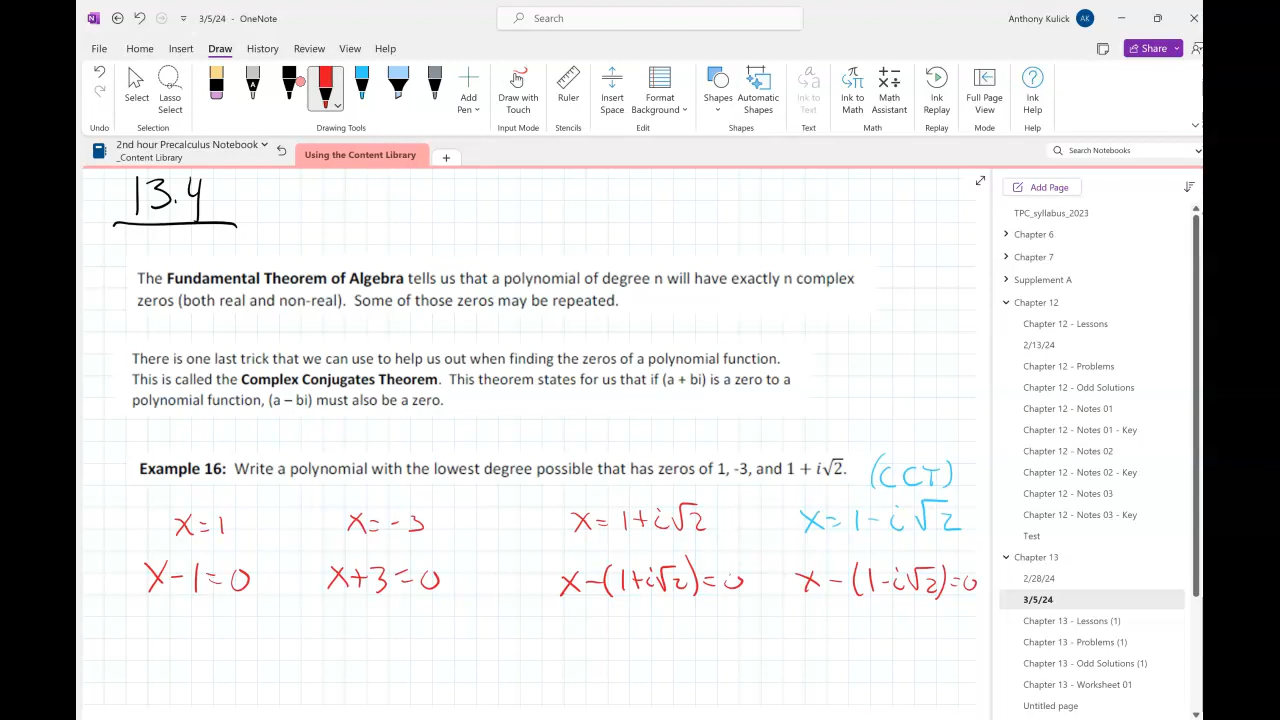 3/5/24 - OneNote
Search
Anthony Kulick
AK
File Home Insert Draw History Review View Help
Share
Undo
Select
Lasso Select
Selection
Add Pen
Drawing Tools
Draw with Touch
Input Mode
Ruler
Stencils
Insert Space
Format Background
Edit
Shapes
Automatic Shapes
Shapes
Ink to Text
Text
Ink to Math
Math Assistant
Math
Ink Replay
Replay
Full Page View
Mode
Ink Help
Help
2nd hour Precalculus Notebook
_Content Library
Using the Content Library
+
Search Notebooks
13.4
The Fundamental Theorem of Algebra tells us that a polynomial of degree n will have exactly n complex
zeros (both real and non-real). Some of those zeros may be repeated.
There is one last trick that we can use to help us out when finding the zeros of a polynomial function.
This is called the Complex Conjugates Theorem. This theorem states for us that if (a + bi) is a zero to a
polynomial function, (a – bi) must also be a zero.
Example 16: Write a polynomial with the lowest degree possible that has zeros of 1, -3, and 1 + i√2.
(CCT)
x=1 x=-3 x=1+i√2 x=1-i√2
x-1=0 x+3=0 x-(1+i√2)=0 x-(1-i√2)=0
Add Page
TPC_syllabus_2023
Chapter 6
Chapter 7
Supplement A
Chapter 12
Chapter 12 - Lessons
2/13/24
Chapter 12 - Problems
Chapter 12 - Odd Solutions
Chapter 12 - Notes 01
Chapter 12 - Notes 01 - Key
Chapter 12 - Notes 02
Chapter 12 - Notes 02 - Key
Chapter 12 - Notes 03
Chapter 12 - Notes 03 - Key
Test
Chapter 13
2/28/24
3/5/24
Chapter 13 - Lessons (1)
Chapter 13 - Problems (1)
Chapter 13 - Odd Solutions (1)
Chapter 13 - Worksheet 01
Untitled page